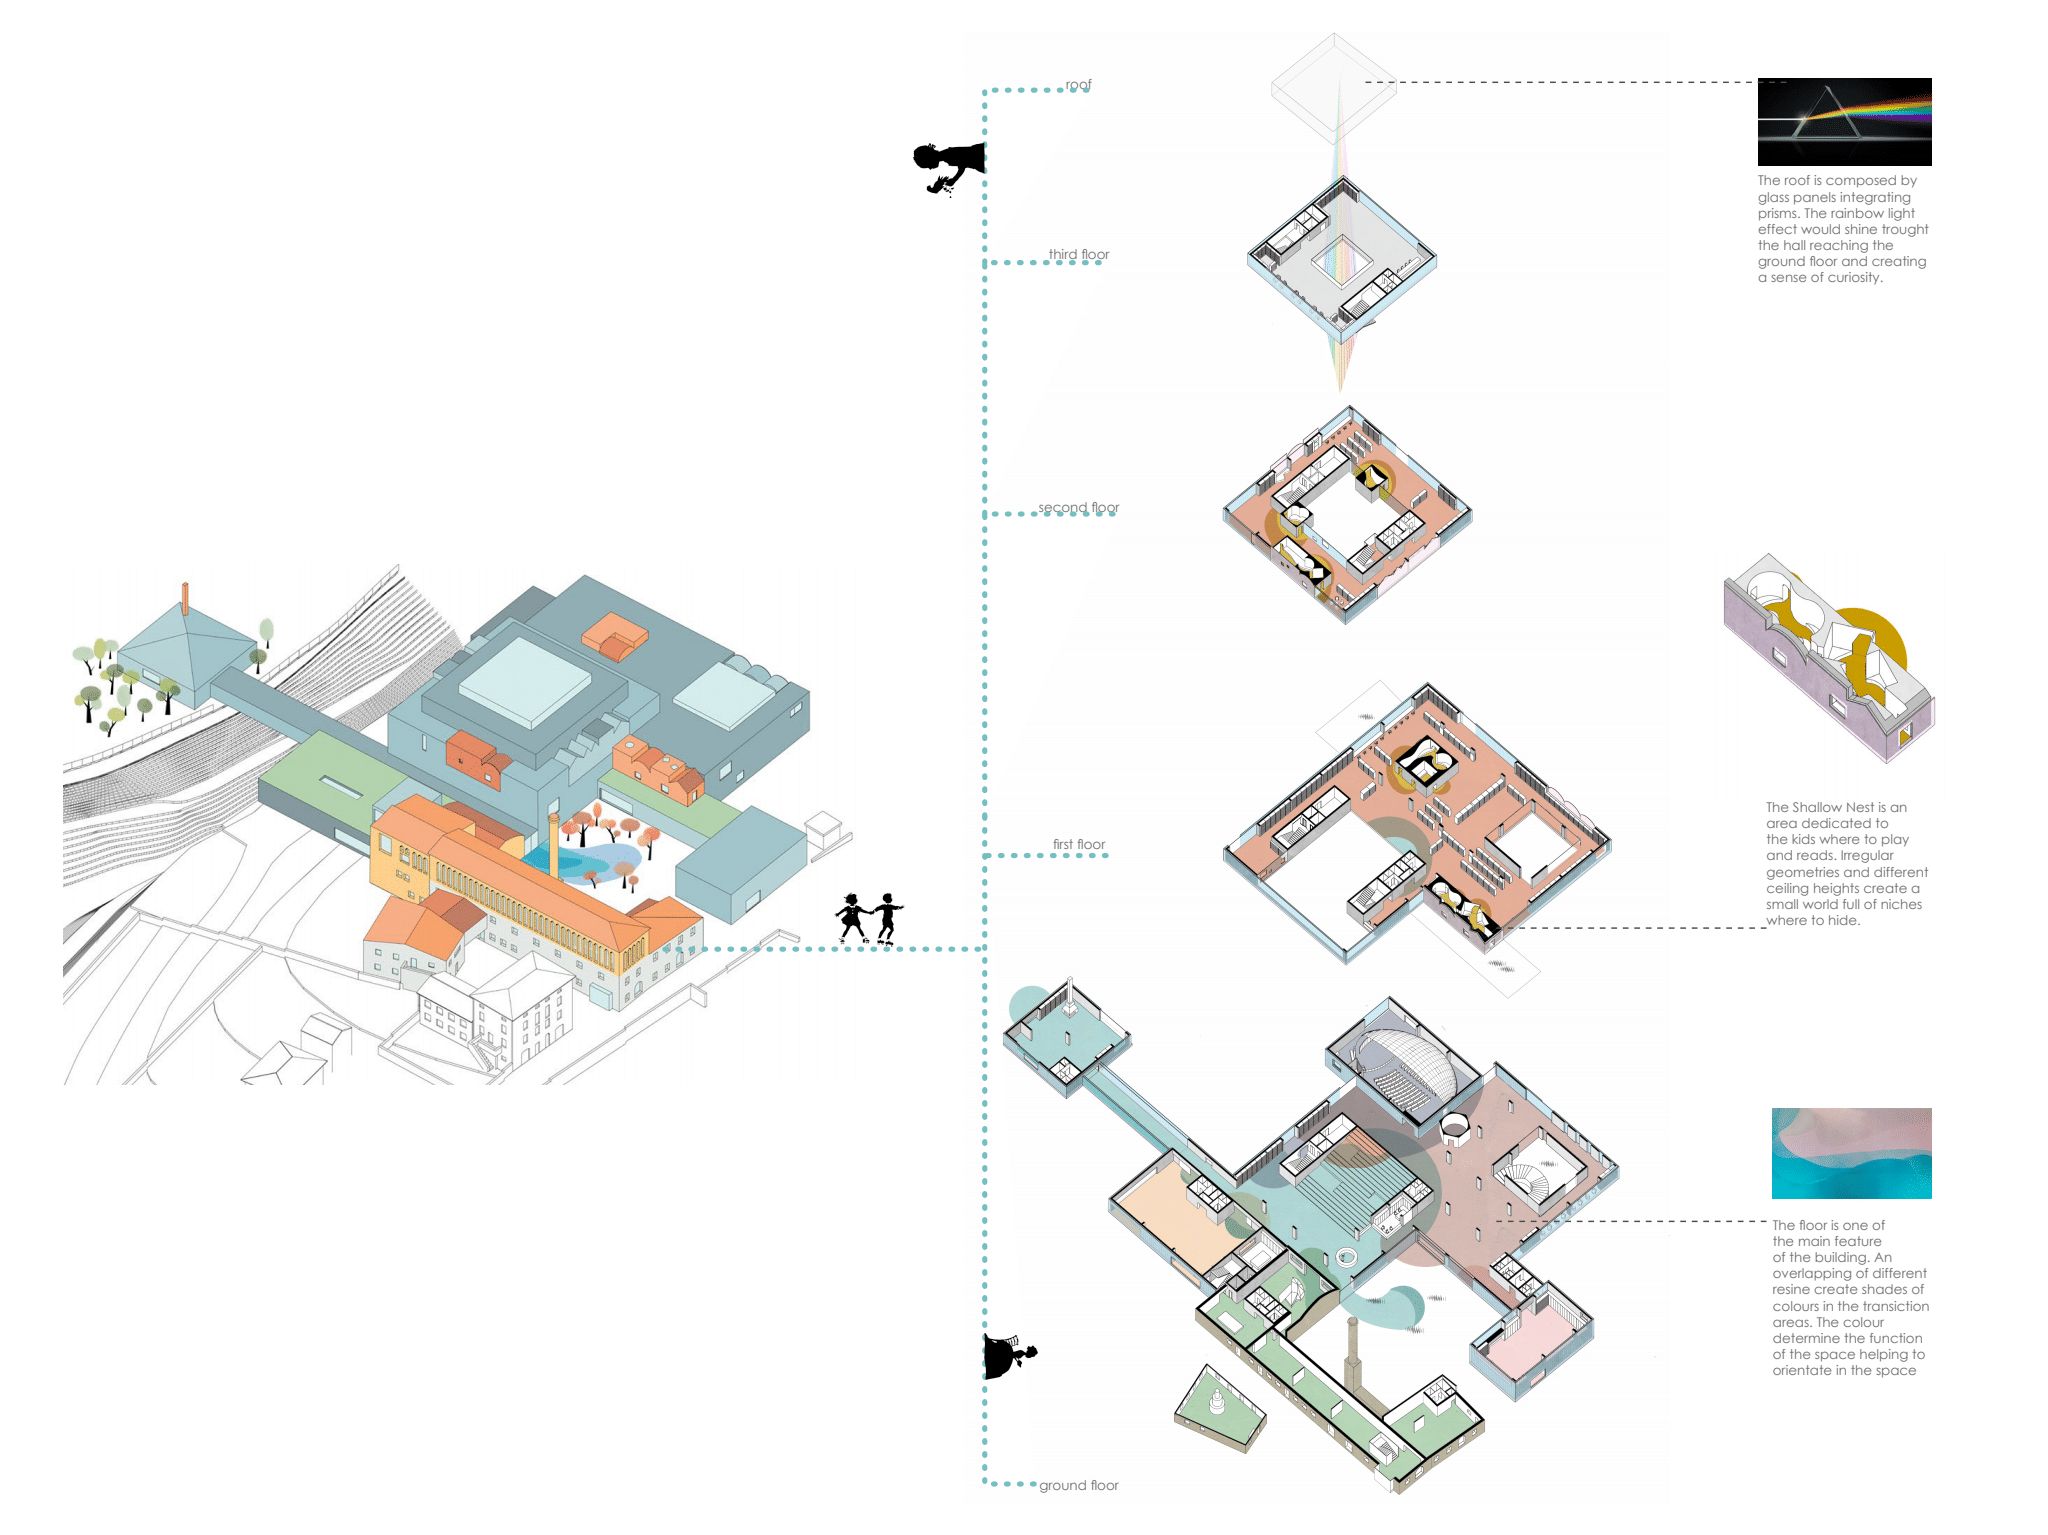 roof
third floor
second floor
first floor
ground floor
The roof is composed by
glass panels integrating
prisms. The rainbow light
effect would shine trought
the hall reaching the
ground floor and creating
a sense of curiosity.
The Shallow Nest is an
area dedicated to
the kids where to play
and reads. Irregular
geometries and different
ceiling heights create a
small world full of niches
where to hide.
The floor is one of
the main feature
of the building. An
overlapping of different
resine create shades of
colours in the transiction
areas. The colour
determine the function
of the space helping to
orientate in the space